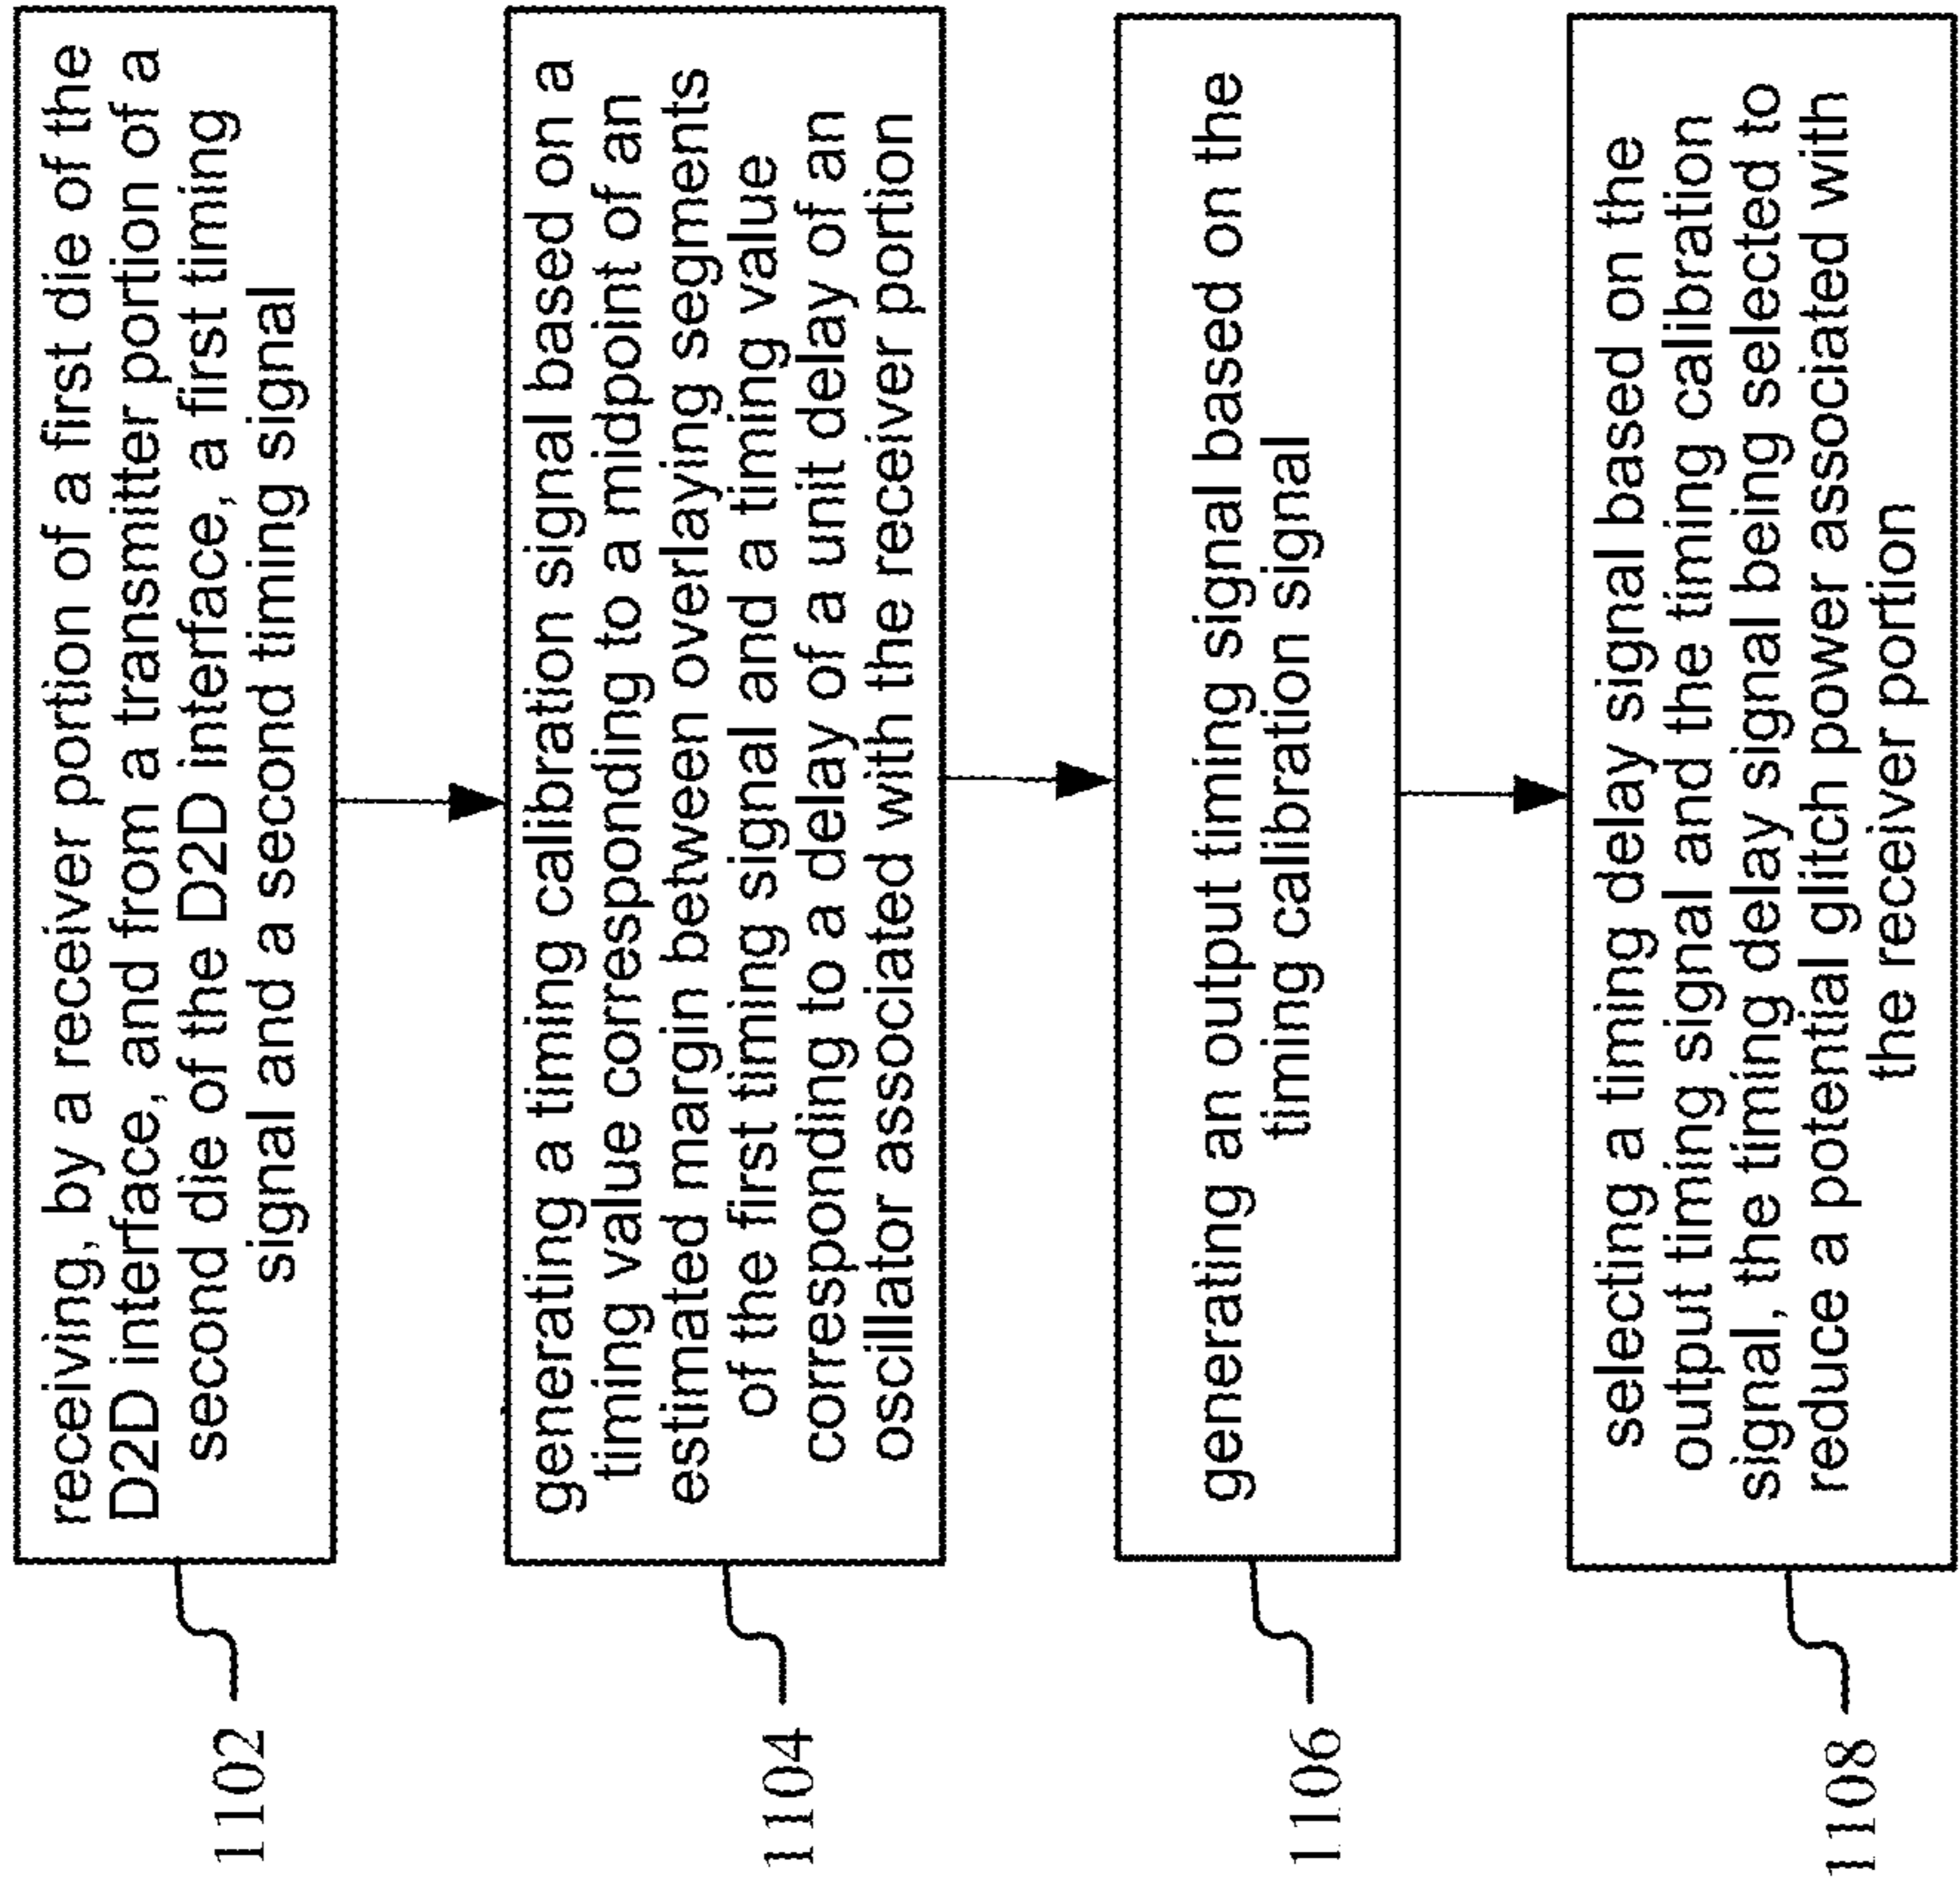 1102
receiving, by a receiver portion of a first die of the
D2D interface, and from a transmitter portion of a
second die of the D2D interface, a first timing
signal and a second timing signal
1104
generating a timing calibration signal based on a
timing value corresponding to a midpoint of an
estimated margin between overlaying segments
of the first timing signal and a timing value
corresponding to a delay of a unit delay of an
oscillator associated with the receiver portion
1106
generating an output timing signal based on the
timing calibration signal
1108
selecting a timing delay signal based on the
output timing signal and the timing calibration
signal, the timing delay signal being selected to
reduce a potential glitch power associated with
the receiver portion